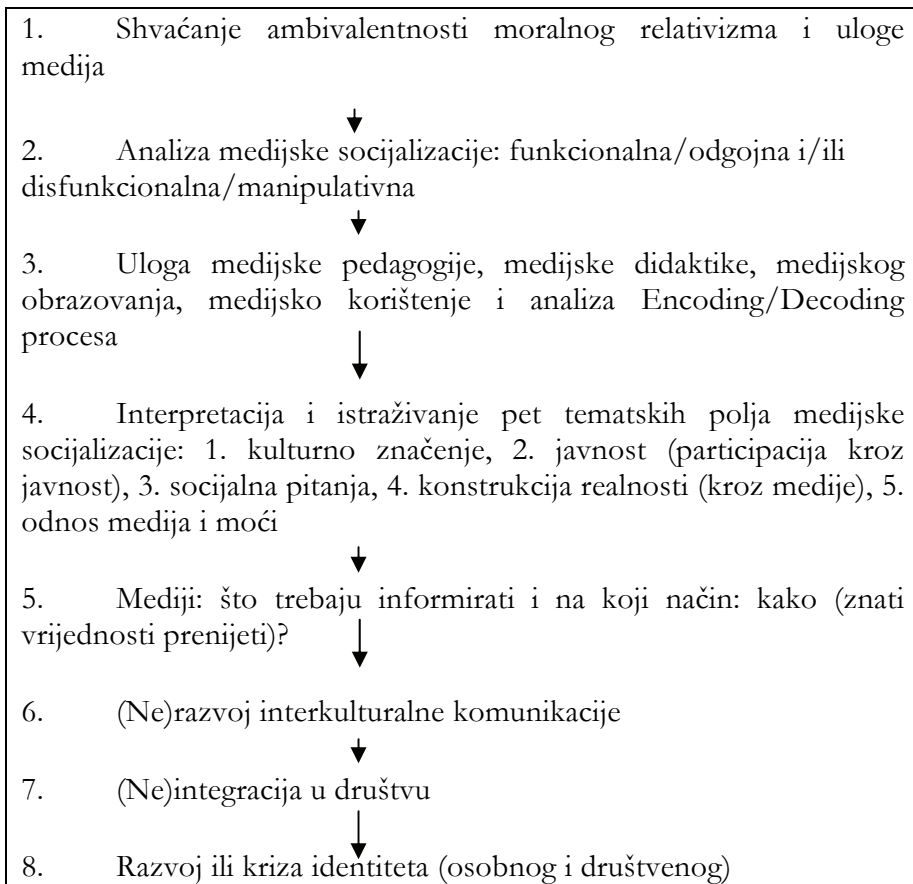 1. Shvaćanje ambivalentnosti moralnog relativizma i uloge
medija
2. Analiza medijske socijalizacije: funkcionalna/odgojna i/ili
disfunkcionalna/manipulativna
3. Uloga medijske pedagogije, medijske didaktike, medijskog
obrazovanja, medijsko korištenje i analiza Encoding/Decoding
procesa
4. Interpretacija i istraživanje pet tematskih polja medijske
socijalizacije: 1. kulturno značenje, 2. javnost (participacija kroz
javnost), 3. socijalna pitanja, 4. konstrukcija realnosti (kroz medije), 5.
odnos medija i moći
5. Mediji: što trebaju informirati i na koji način: kako (znati
vrijednosti prenijeti)?
6. (Ne)razvoj interkulturalne komunikacije
7. (Ne)integracija u društvu
8. Razvoj ili kriza identiteta (osobnog i društvenog)